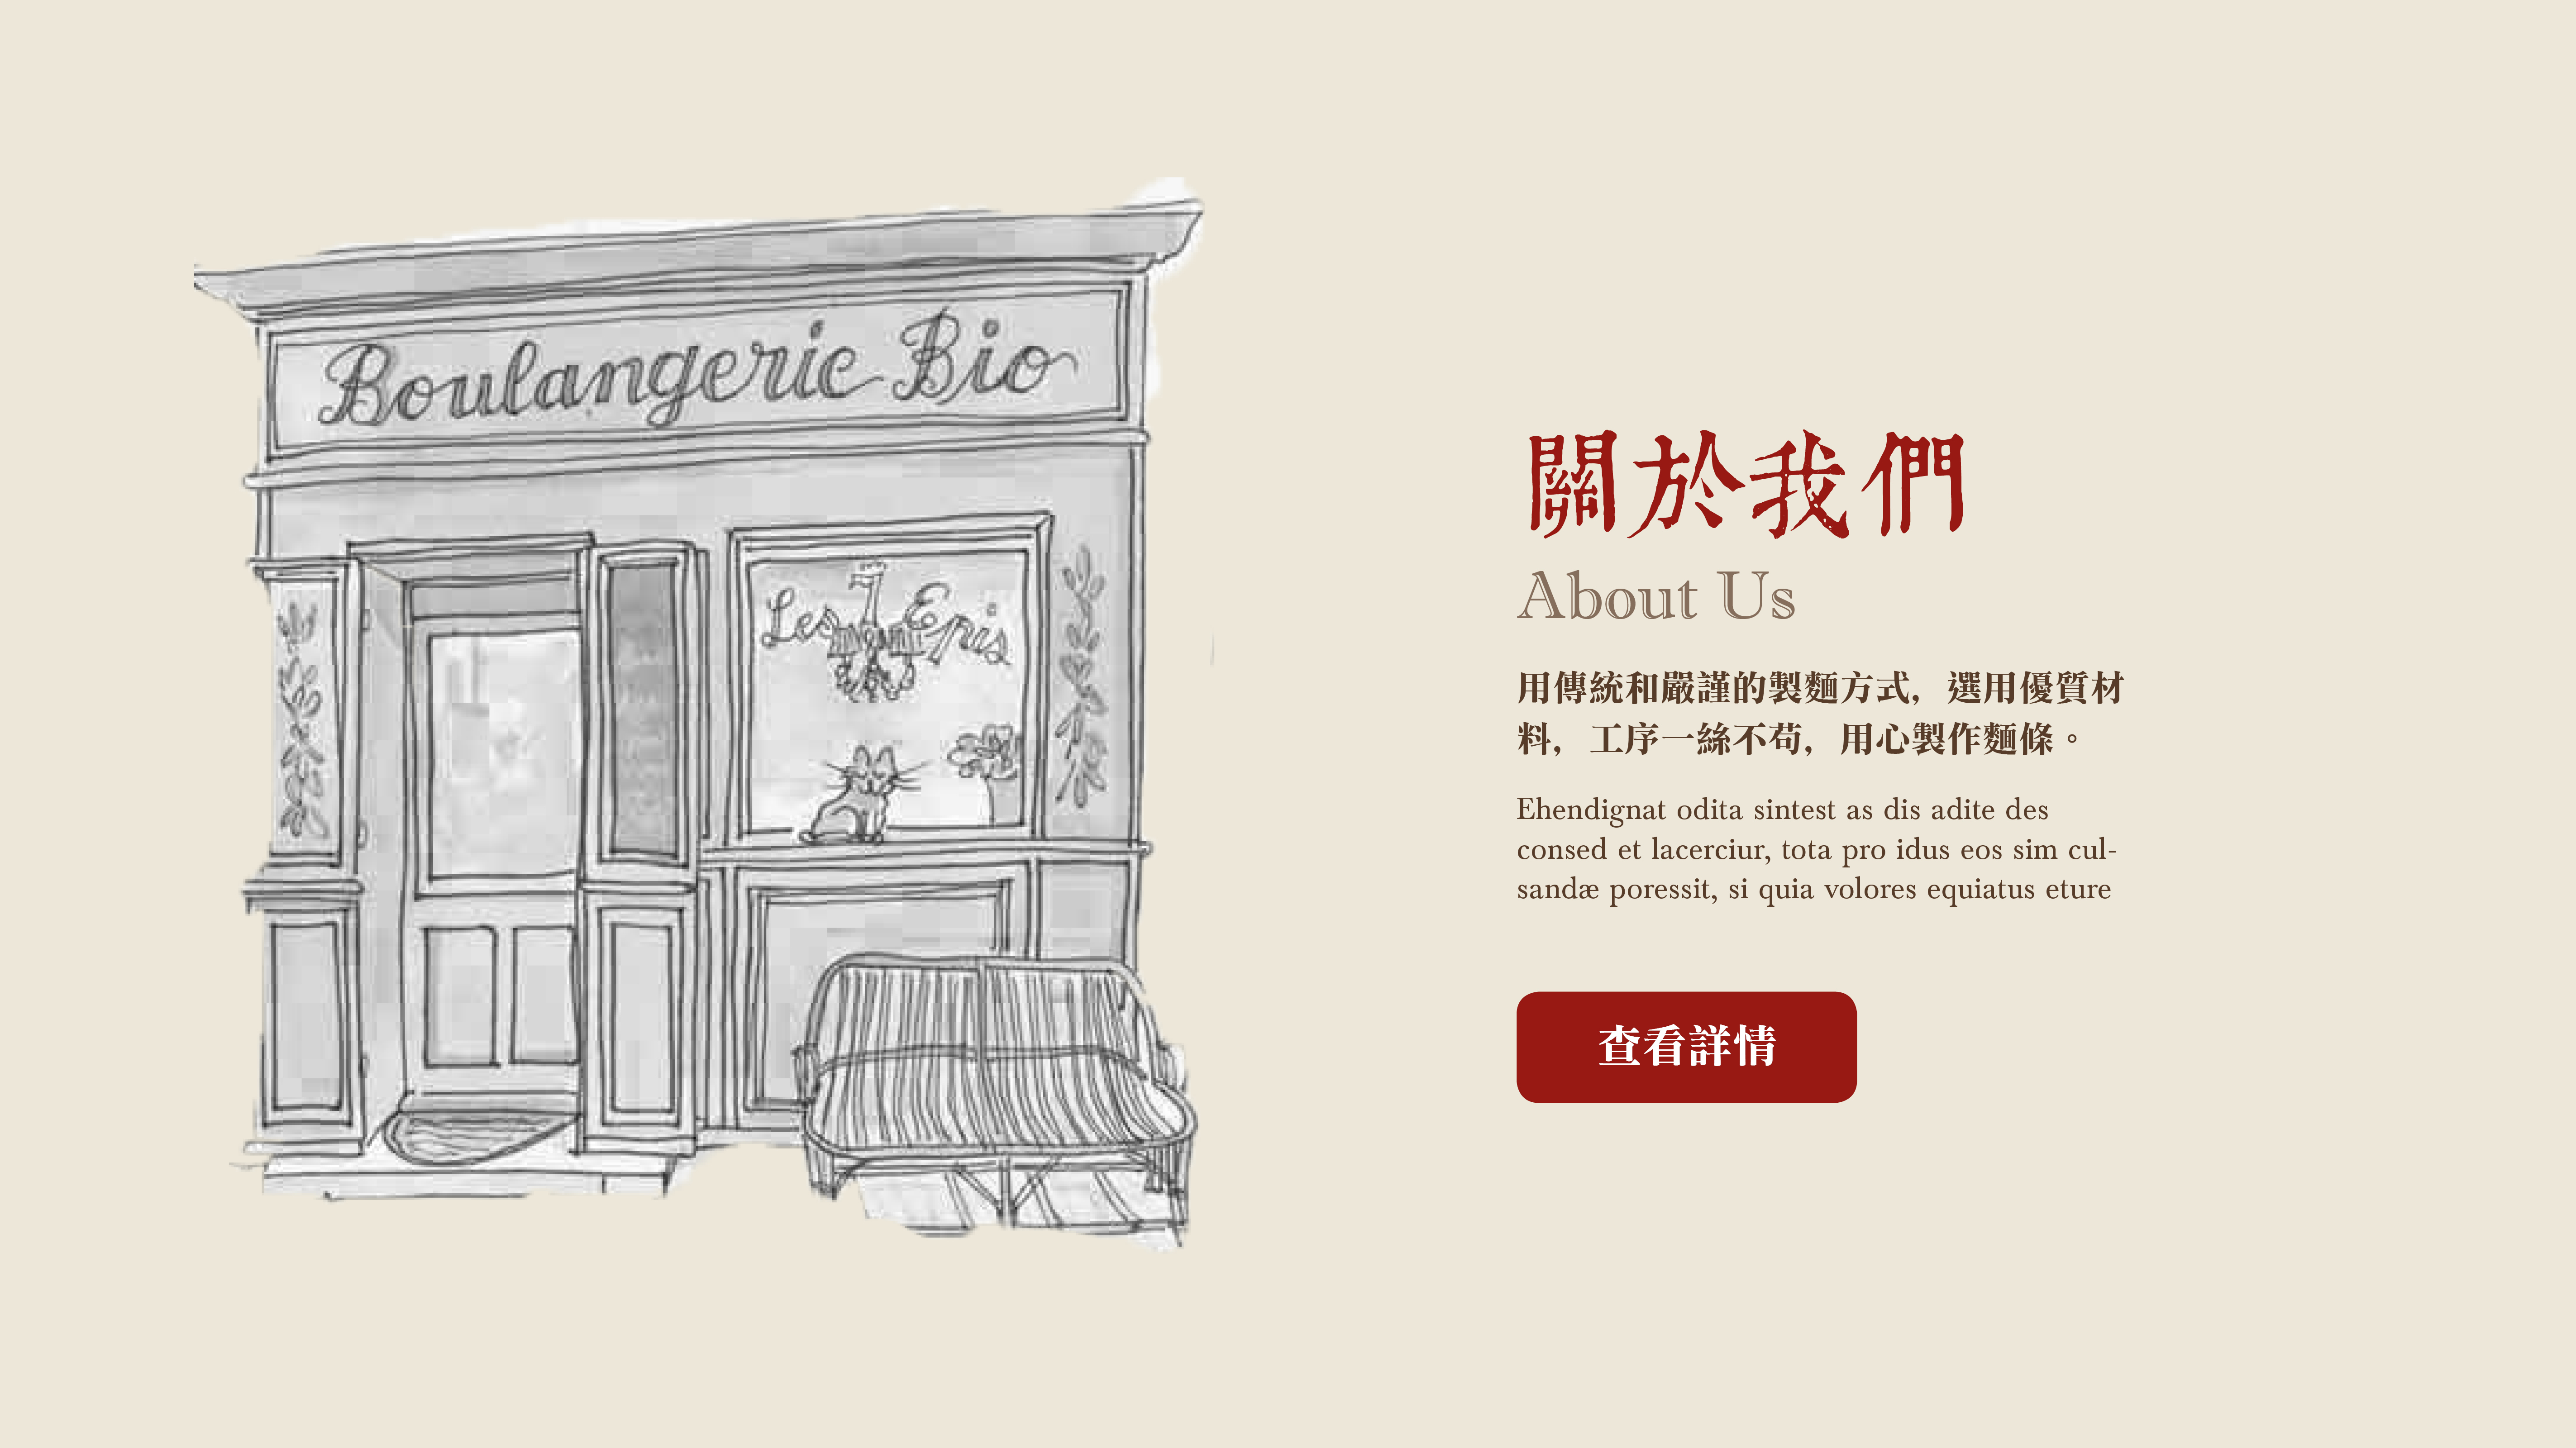 Boulangerie Bio
Les Epis
關於我們
About Us
用傳統和嚴謹的製麵方式，選用優質材
料，工序一絲不苟，用心製作麵條。
Ehendignat odita sintest as dis adite des
consed et lacerciur, tota pro idus eos sim cul-
sandæ poressit, si quia volores equiatus eture
查看詳情